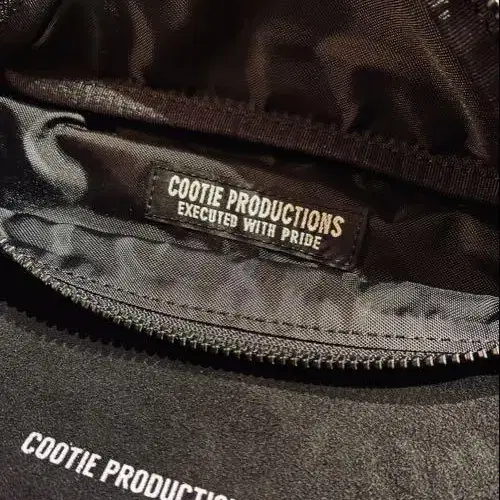 COOTIE PRODUCTIONS
EXECUTED WITH PRIDE
COOTIE PRODUCTION